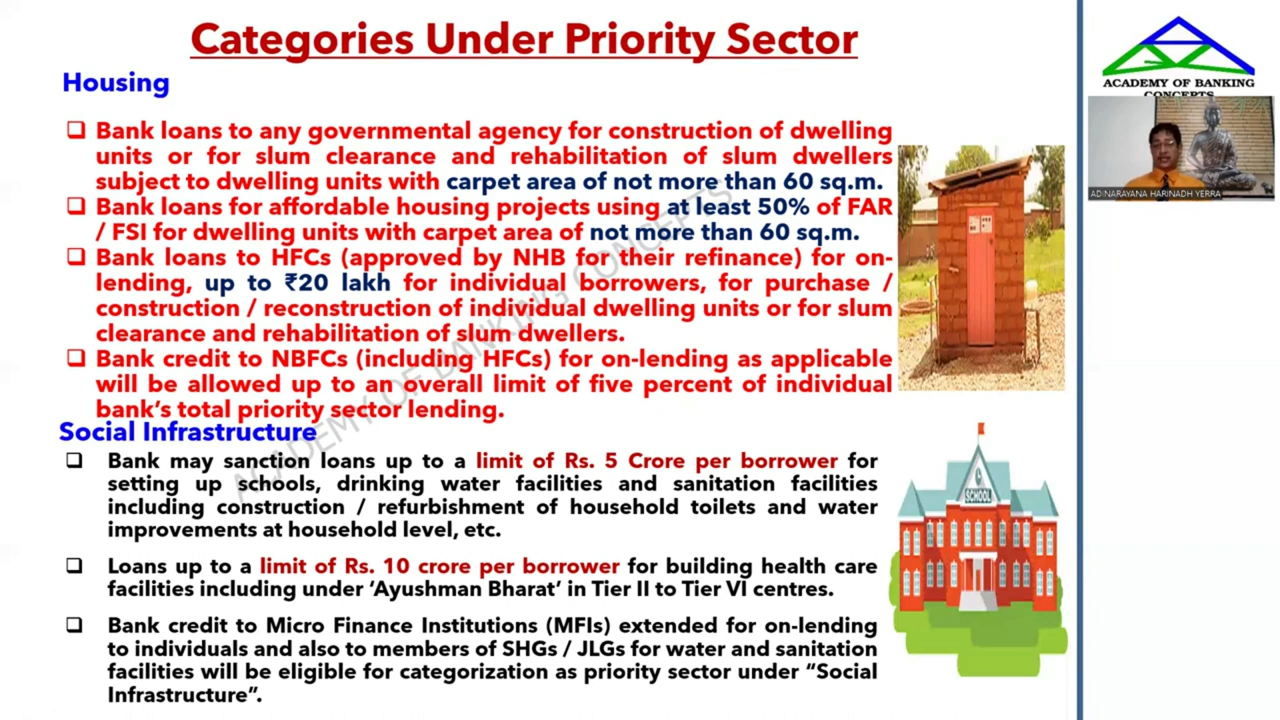 Categories Under Priority Sector
Housing
❑ Bank loans to any governmental agency for construction of dwelling
units or for slum clearance and rehabilitation of slum dwellers
subject to dwelling units with carpet area of not more than 60 sq.m.
❑ Bank loans for affordable housing projects using at least 50% of FAR
/ FSI for dwelling units with carpet area of not more than 60 sq.m.
❑ Bank loans to HFCs (approved by NHB for their refinance) for on-
lending, up to ₹20 lakh for individual borrowers, for purchase /
construction / reconstruction of individual dwelling units or for slum
clearance and rehabilitation of slum dwellers.
❑ Bank credit to NBFCs (including HFCs) for on-lending as applicable
will be allowed up to an overall limit of five percent of individual
bank’s total priority sector lending.
Social Infrastructure
❑ Bank may sanction loans up to a limit of Rs. 5 Crore per borrower for
setting up schools, drinking water facilities and sanitation facilities
including construction / refurbishment of household toilets and water
improvements at household level, etc.
❑ Loans up to a limit of Rs. 10 crore per borrower for building health care
facilities including under ‘Ayushman Bharat’ in Tier II to Tier VI centres.
❑ Bank credit to Micro Finance Institutions (MFIs) extended for on-lending
to individuals and also to members of SHGs / JLGs for water and sanitation
facilities will be eligible for categorization as priority sector under “Social
Infrastructure”.
ACADEMY OF BANKING CONCEPTS
SCHOOL
ACADEMY OF BANKING
CONCEPTS
ADINARAYANA HARINADH YERRA